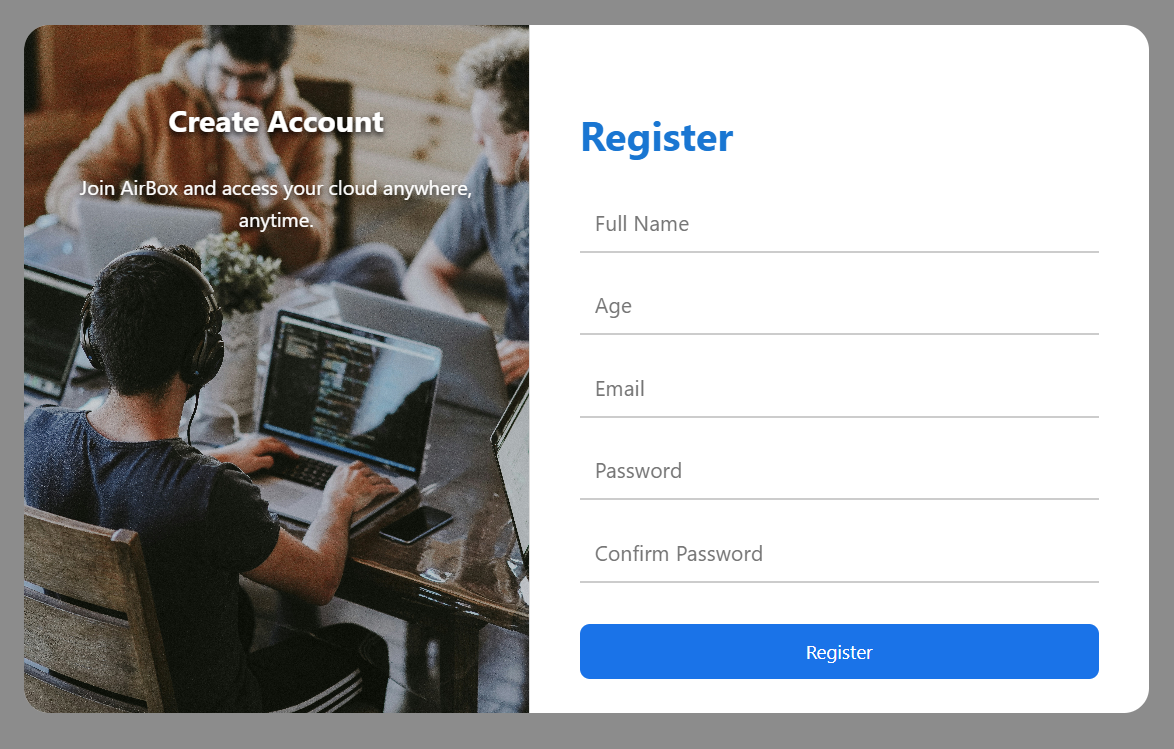 Create Account
Join AirBox and access your cloud anywhere,
anytime.
Register
Full Name
Age
Email
Password
Confirm Password
Register